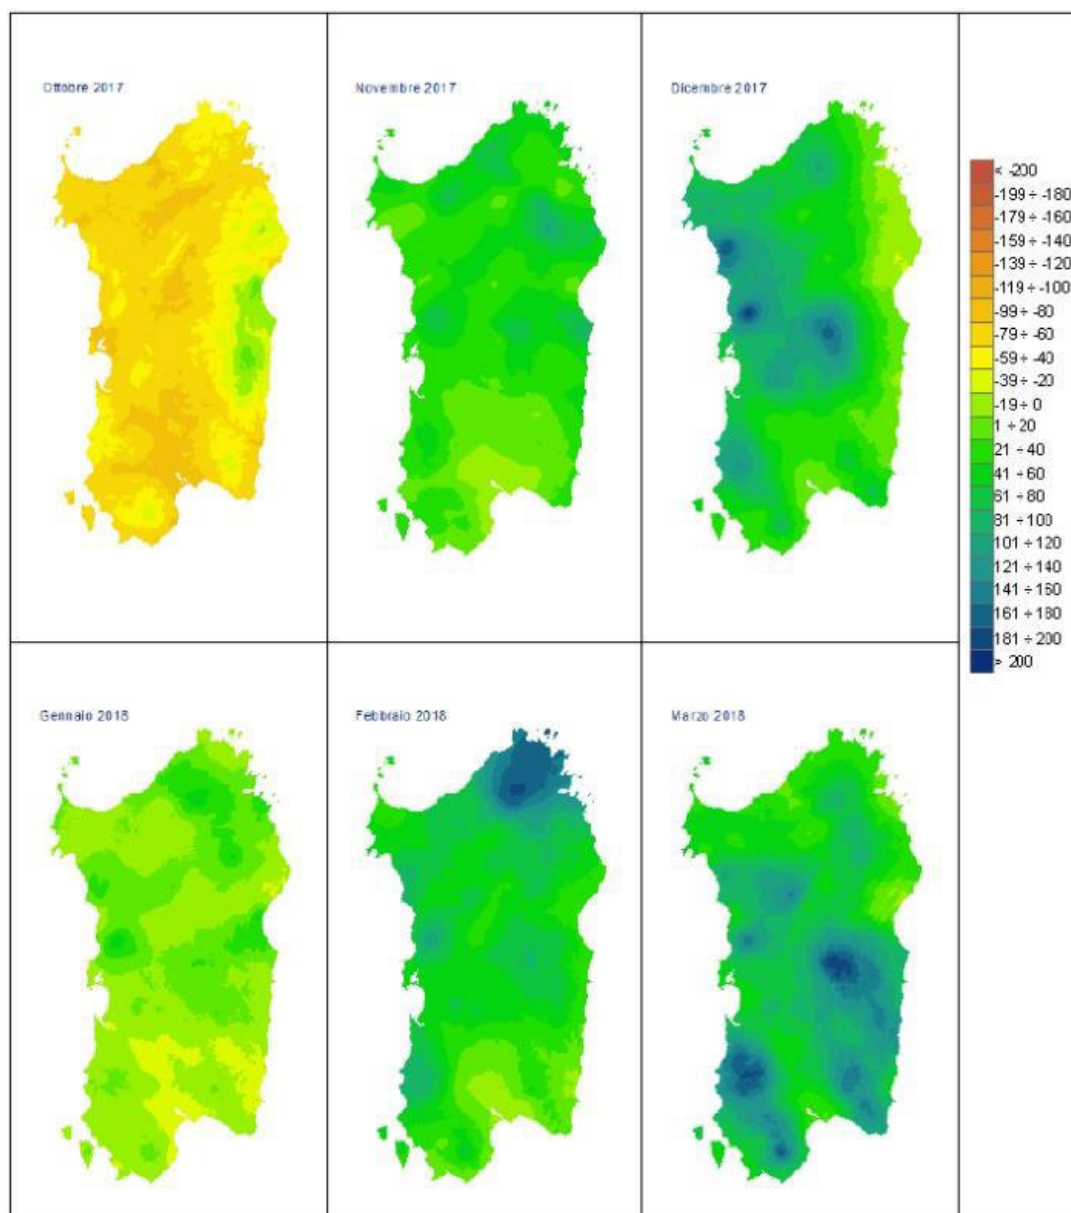 Ottobre 2017
Novembre 2017
Dicembre 2017
< -200
-199 ÷ -180
-179 ÷ -160
-159 ÷ -140
-139 ÷ -120
-119 ÷ -100
-99 ÷ -80
-79 ÷ -60
-59 ÷ -40
-39 ÷ -20
-19 ÷ 0
1 ÷ 20
21 ÷ 40
41 ÷ 60
61 ÷ 80
81 ÷ 100
101 ÷ 120
121 ÷ 140
141 ÷ 160
161 ÷ 180
181 ÷ 200
> 200
Gennaio 2018
Febbraio 2018
Marzo 2018